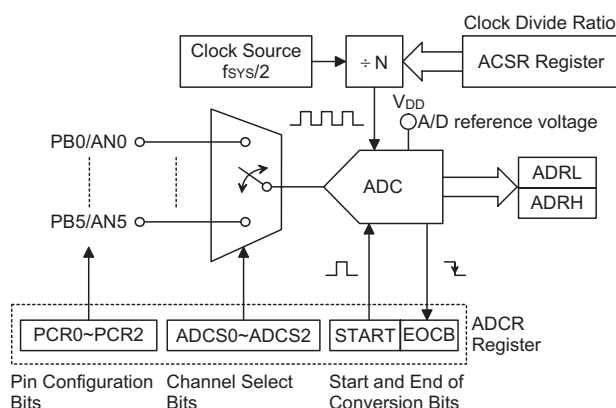 Clock Divide Ratio
Clock Source
fSYS/2
÷ N
ACSR Register
VDD
A/D reference voltage
PB0/AN0
ADC
ADRL
ADRH
PB5/AN5
PCR0~PCR2
ADCS0~ADCS2
START
EOCB
ADCR
Register
Pin Configuration
Bits
Channel Select
Bits
Start and End of
Conversion Bits